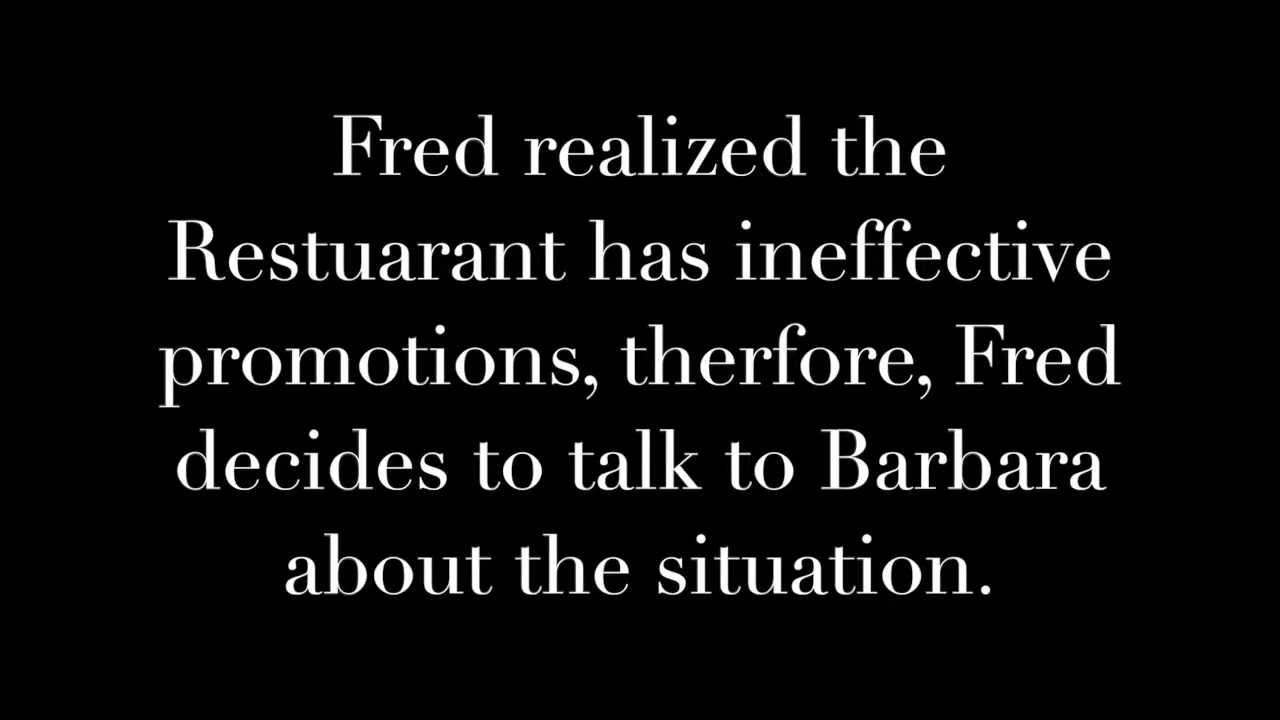 Fred realized the
Restuarant has ineffective
promotions, therfore, Fred
decides to talk to Barbara
about the situation.